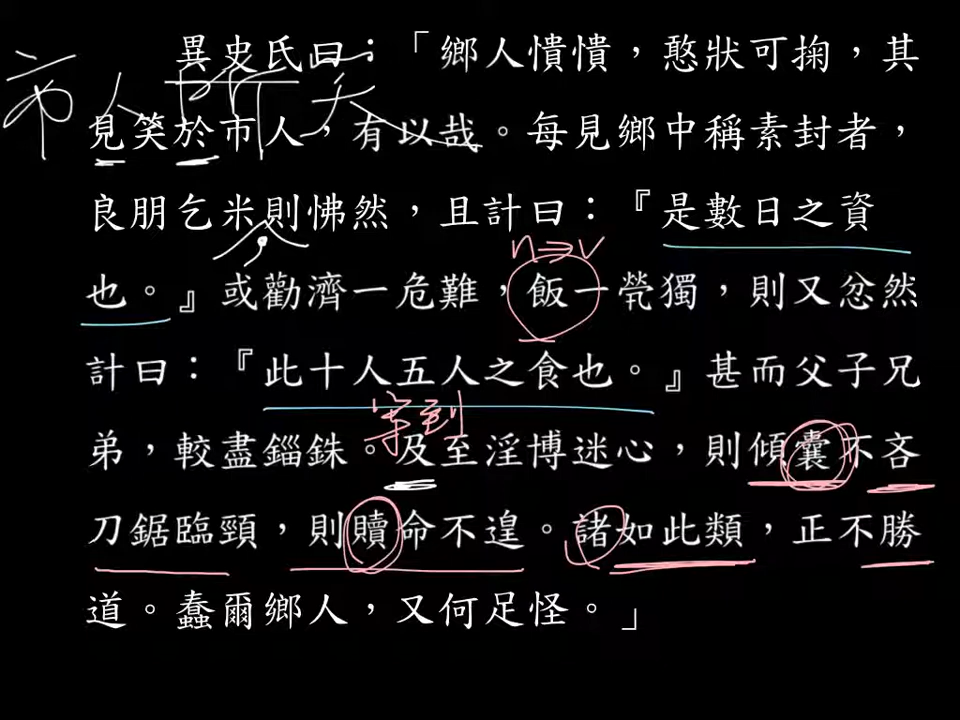 異史氏曰：「鄉人憒憒，憨狀可掬，其
市人所笑
見笑於市人，有以哉。每見鄉中稱素封者，
良朋乞米則怫然，且計曰：『是數日之資
n⇒v
也。』或勸濟一危難，飯一煢獨，則又忿然
計曰：『此十人五人之食也。』甚而父子兄
等到
弟，較盡錙銖。及至淫博迷心，則傾囊不吝
刀鋸臨頸，則贖命不遑。諸如此類，正不勝
道。蠢爾鄉人，又何足怪。」